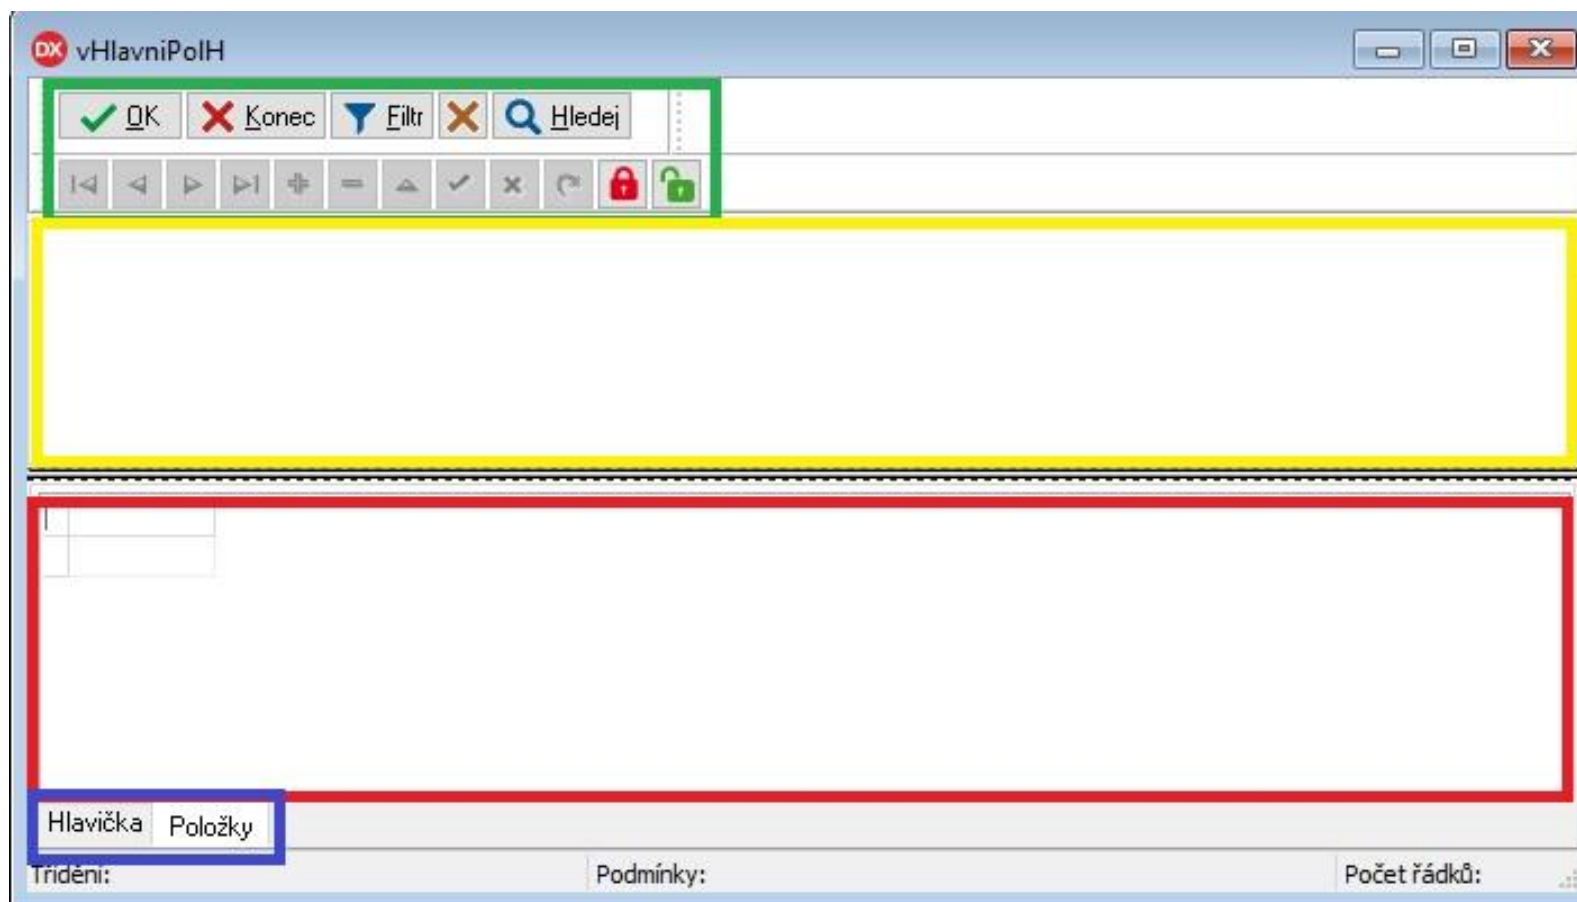 DX vHlavniPolH
OK Konec Filtr Hledej
Hlavička Položky
Třídění: Podmínky: Počet řádků: